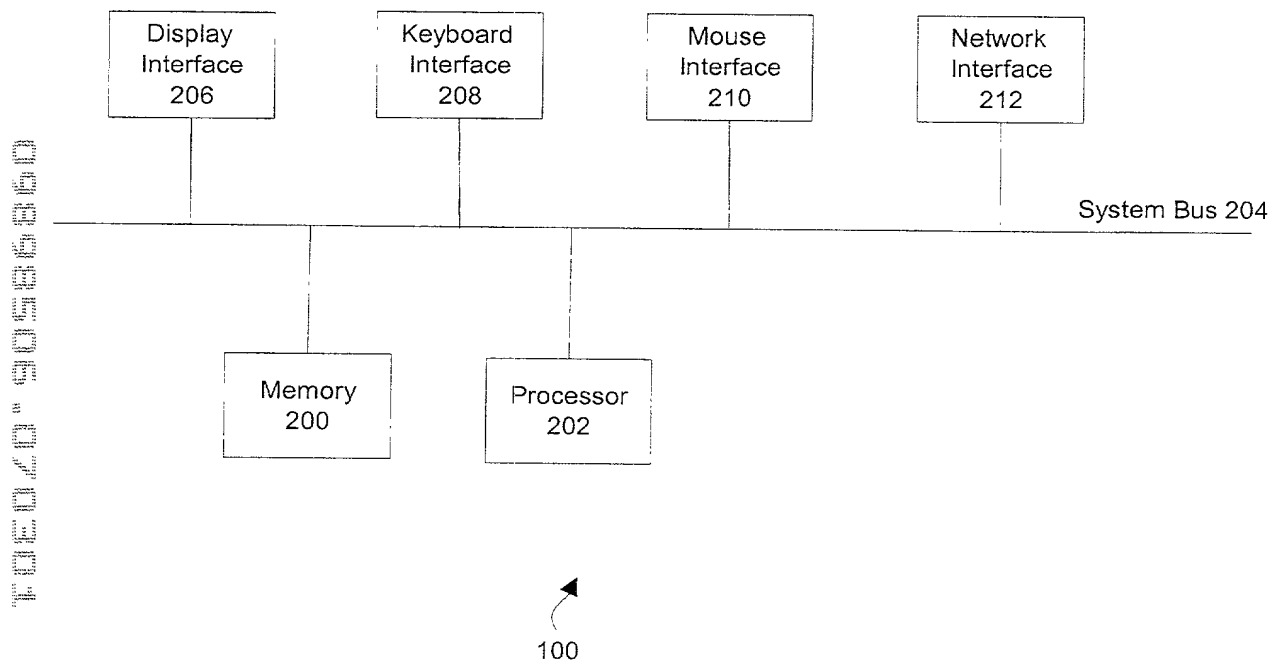 Display
Interface
206
Keyboard
Interface
208
Mouse
Interface
210
Network
Interface
212
System Bus 204
Memory
200
Processor
202
100